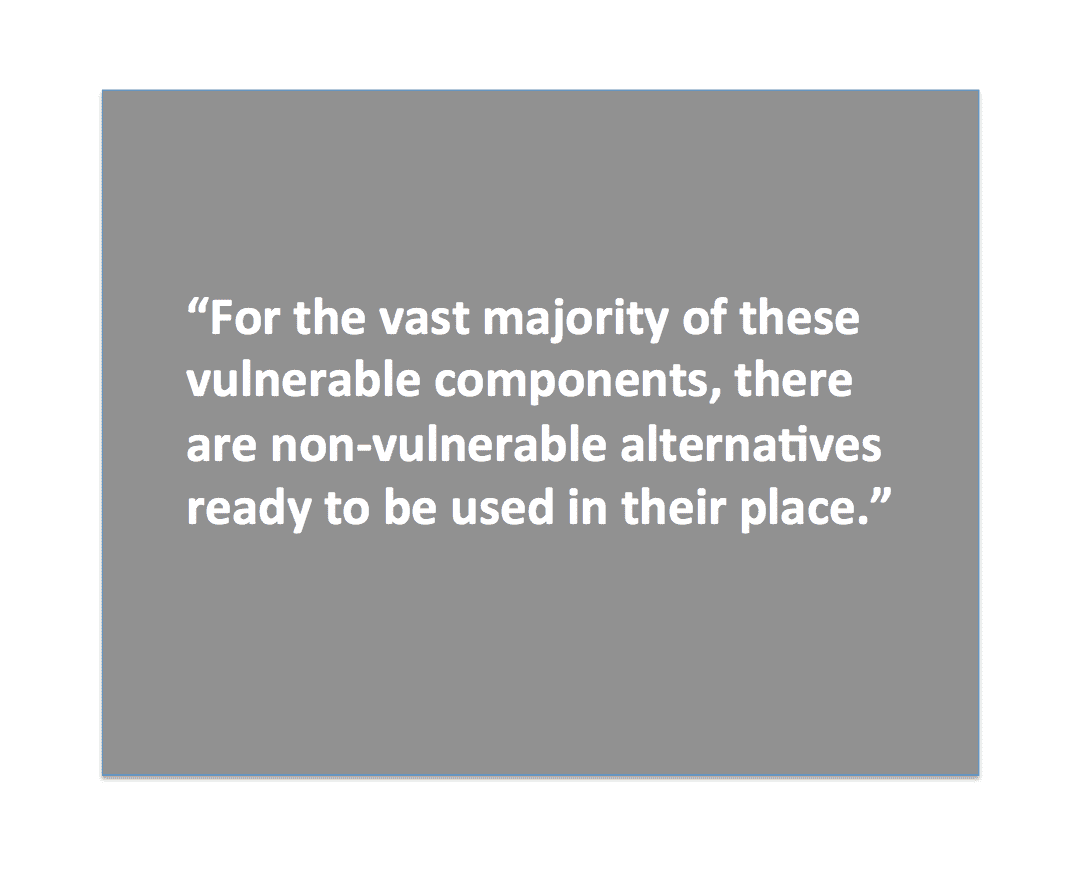 “For the vast majority of these
vulnerable components, there
are non-vulnerable alternatives
ready to be used in their place.”